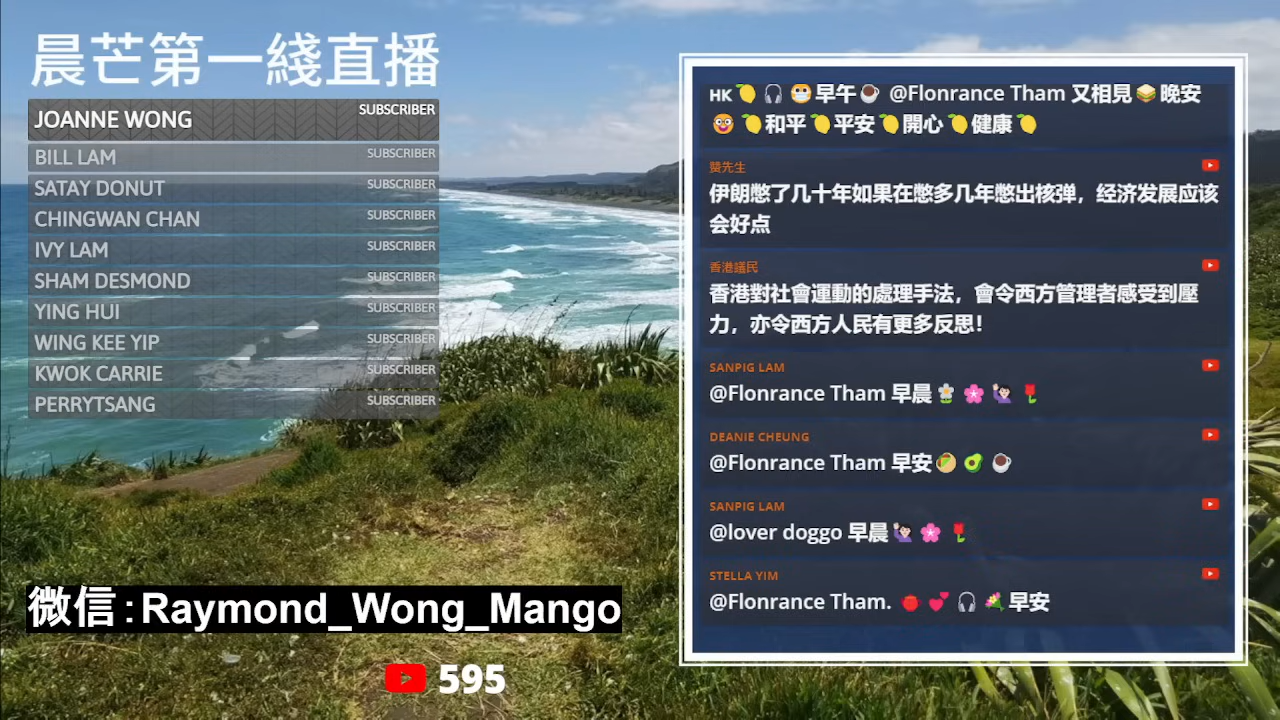 晨芒第一綫直播
JOANNE WONG SUBSCRIBER
BILL LAM SUBSCRIBER
SATAY DONUT SUBSCRIBER
CHINGWAN CHAN SUBSCRIBER
IVY LAM SUBSCRIBER
SHAM DESMOND SUBSCRIBER
YING HUI SUBSCRIBER
WING KEE YIP SUBSCRIBER
KWOK CARRIE SUBSCRIBER
PERRYTSANG SUBSCRIBER
微信:Raymond_Wong_Mango
595
HK🍋🎧😷早午☕ @Flonrance Tham 又相見🥪晚安
🤡🍋和平🍋平安🍋開心🍋健康🍋
贊先生
伊朗憋了几十年如果在憋多几年憋出核弹，经济发展应该
会好点
香港議民
香港對社會運動的處理手法，會令西方管理者感受到壓
力，亦令西方人民有更多反思！
SANPIG LAM
@Flonrance Tham 早晨🌼🌸🙋🏻‍♀️🌹
DEANIE CHEUNG
@Flonrance Tham 早安🥙🥑☕
SANPIG LAM
@lover doggo 早晨🙋🏻‍♀️🌸🌹
STELLA YIM
@Flonrance Tham. 🍅💕🎧💐早安